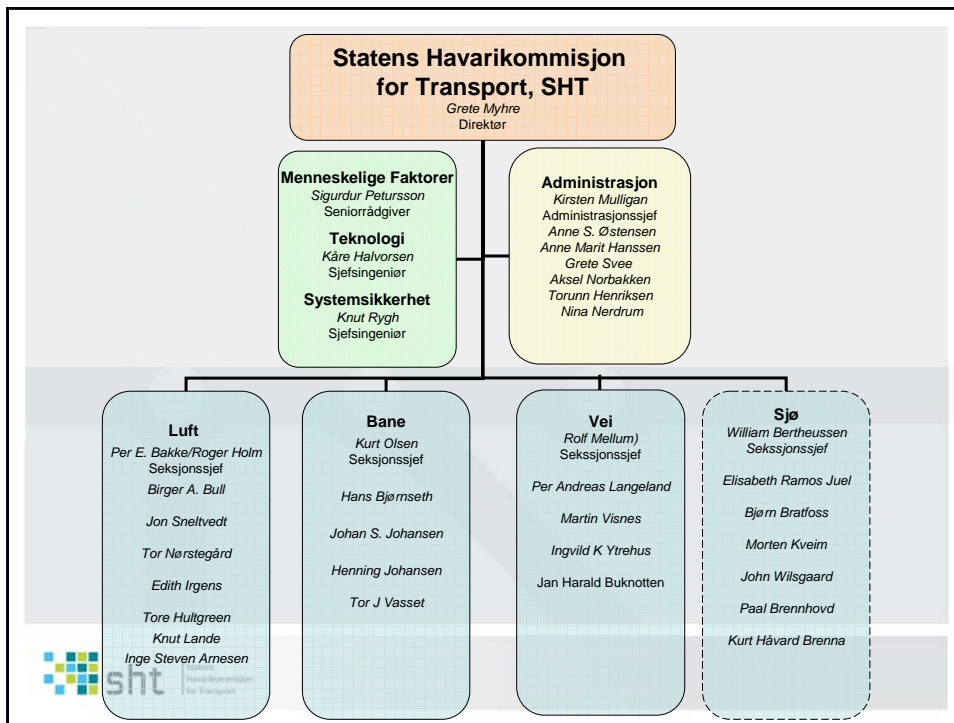 Statens Havarikommisjon
for Transport, SHT
Grete Myhre
Direktør
Menneskelige Faktorer
Sigurdur Petursson
Seniorrådgiver
Teknologi
Kåre Halvorsen
Sjefsingeniør
Systemsikkerhet
Knut Rygh
Sjefsingeniør
Administrasjon
Kirsten Mulligan
Administrasjonssjef
Anne S. Østensen
Anne Marit Hanssen
Grete Svee
Aksel Norbakken
Torunn Henriksen
Nina Nerdrum
Luft
Per E. Bakke/Roger Holm
Seksjonssjef
Birger A. Bull
Jon Sneltvedt
Tor Nørstegård
Edith Irgens
Tore Hultgreen
Knut Lande
Inge Steven Arnesen
Bane
Kurt Olsen
Seksjonssjef
Hans Bjørnseth
Johan S. Johansen
Henning Johansen
Tor J Vasset
Vei
Rolf Mellum)
Sekssjonssjef
Per Andreas Langeland
Martin Visnes
Ingvild K Ytrehus
Jan Harald Buknotten
Sjø
William Bertheussen
Sekssjonssjef
Elisabeth Ramos Juel
Bjørn Bratfoss
Morten Kveim
John Wilsgaard
Paal Brennhovd
Kurt Håvard Brenna
sht
Statens
Havarikommisjon
for Transport